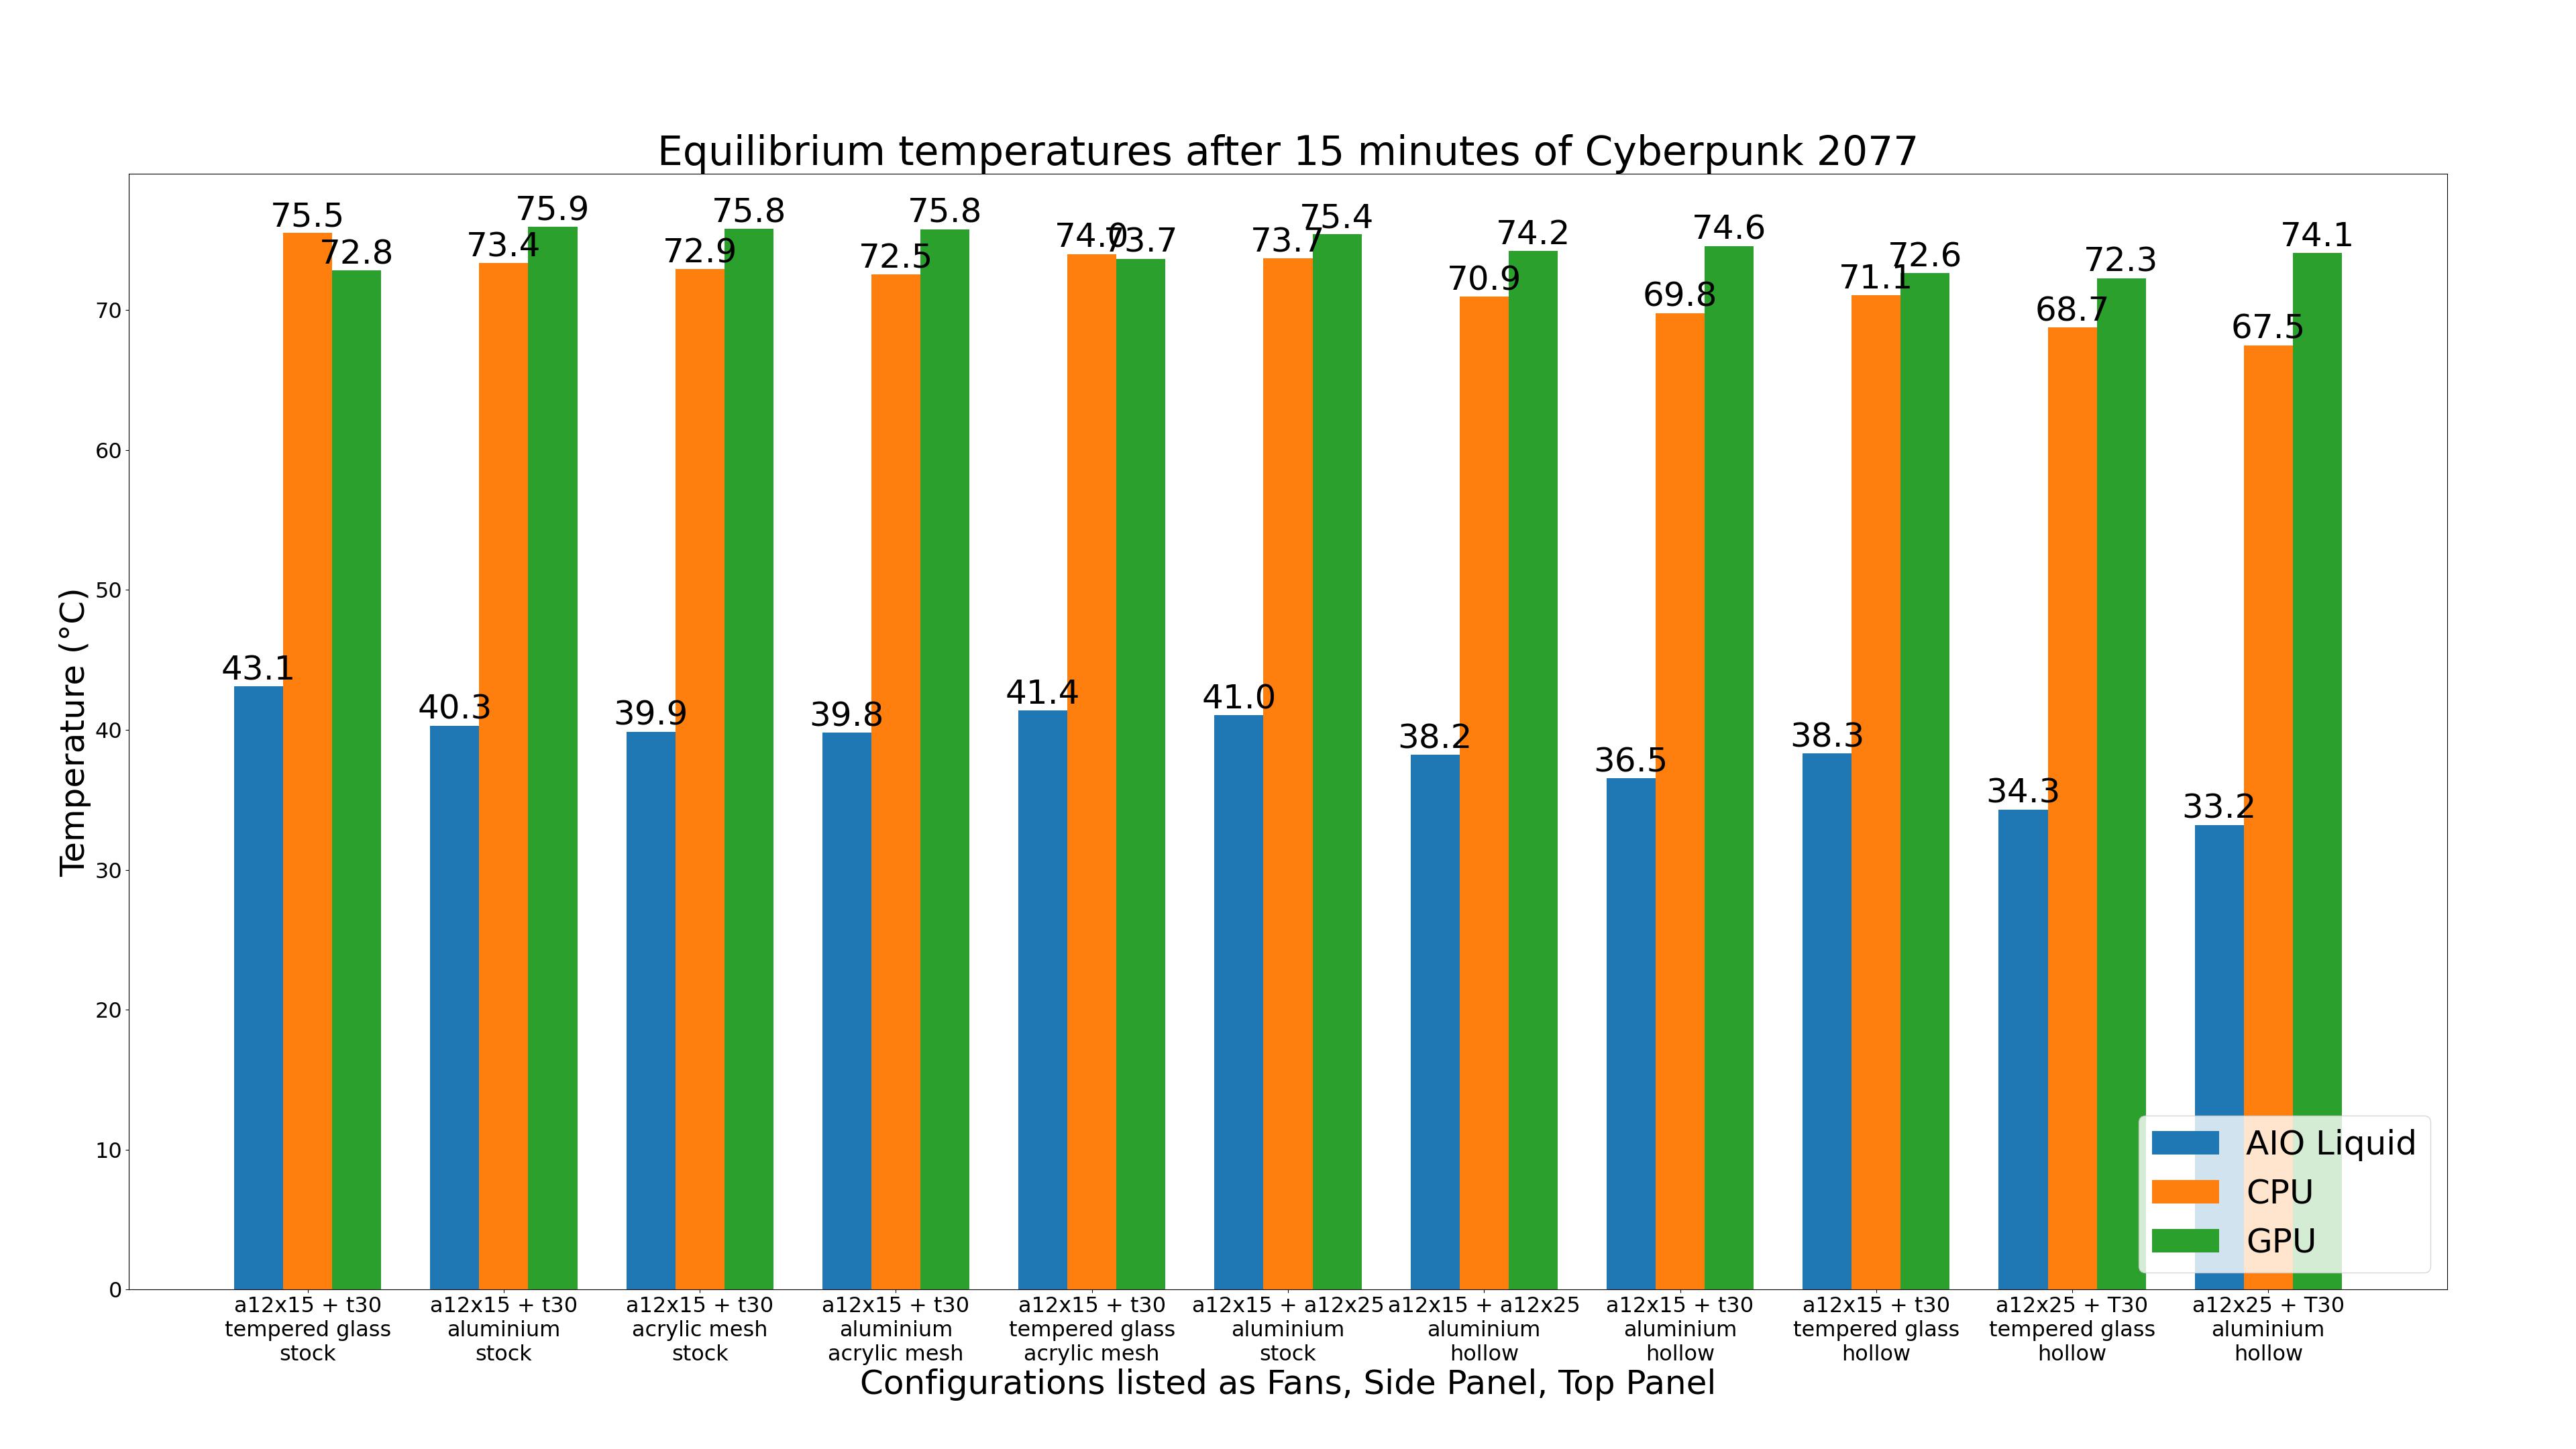 Equilibrium temperatures after 15 minutes of Cyberpunk 2077
Temperature (°C)
70
60
50
40
30
20
10
0
43.1
75.5
72.8
40.3
73.4
75.9
39.9
72.9
75.8
39.8
72.5
75.8
41.4
74.0
73.7
41.0
73.7
75.4
38.2
70.9
74.2
36.5
69.8
74.6
38.3
71.1
72.6
34.3
68.7
72.3
33.2
67.5
74.1
AIO Liquid
CPU
GPU
a12x15 + t30
tempered glass
stock
a12x15 + t30
aluminium
stock
a12x15 + t30
acrylic mesh
stock
a12x15 + t30
aluminium
acrylic mesh
a12x15 + t30
tempered glass
acrylic mesh
a12x15 + a12x25
aluminium
stock
a12x15 + a12x25
aluminium
hollow
a12x15 + t30
aluminium
hollow
a12x15 + t30
tempered glass
hollow
a12x25 + T30
tempered glass
hollow
a12x25 + T30
aluminium
hollow
Configurations listed as Fans, Side Panel, Top Panel